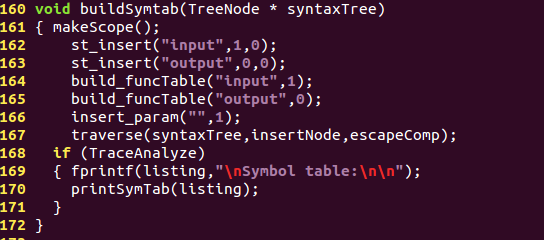 160 void buildSymtab(TreeNode * syntaxTree)
161 { makeScope();
162      st_insert("input",1,0);
163      st_insert("output",0,0);
164      build_funcTable("input",1);
165      build_funcTable("output",0);
166      insert_param("",1);
167      traverse(syntaxTree,insertNode,escapeComp);
168   if (TraceAnalyze)
169   { fprintf(listing,"\nSymbol table:\n\n");
170      printSymTab(listing);
171   }
172 }